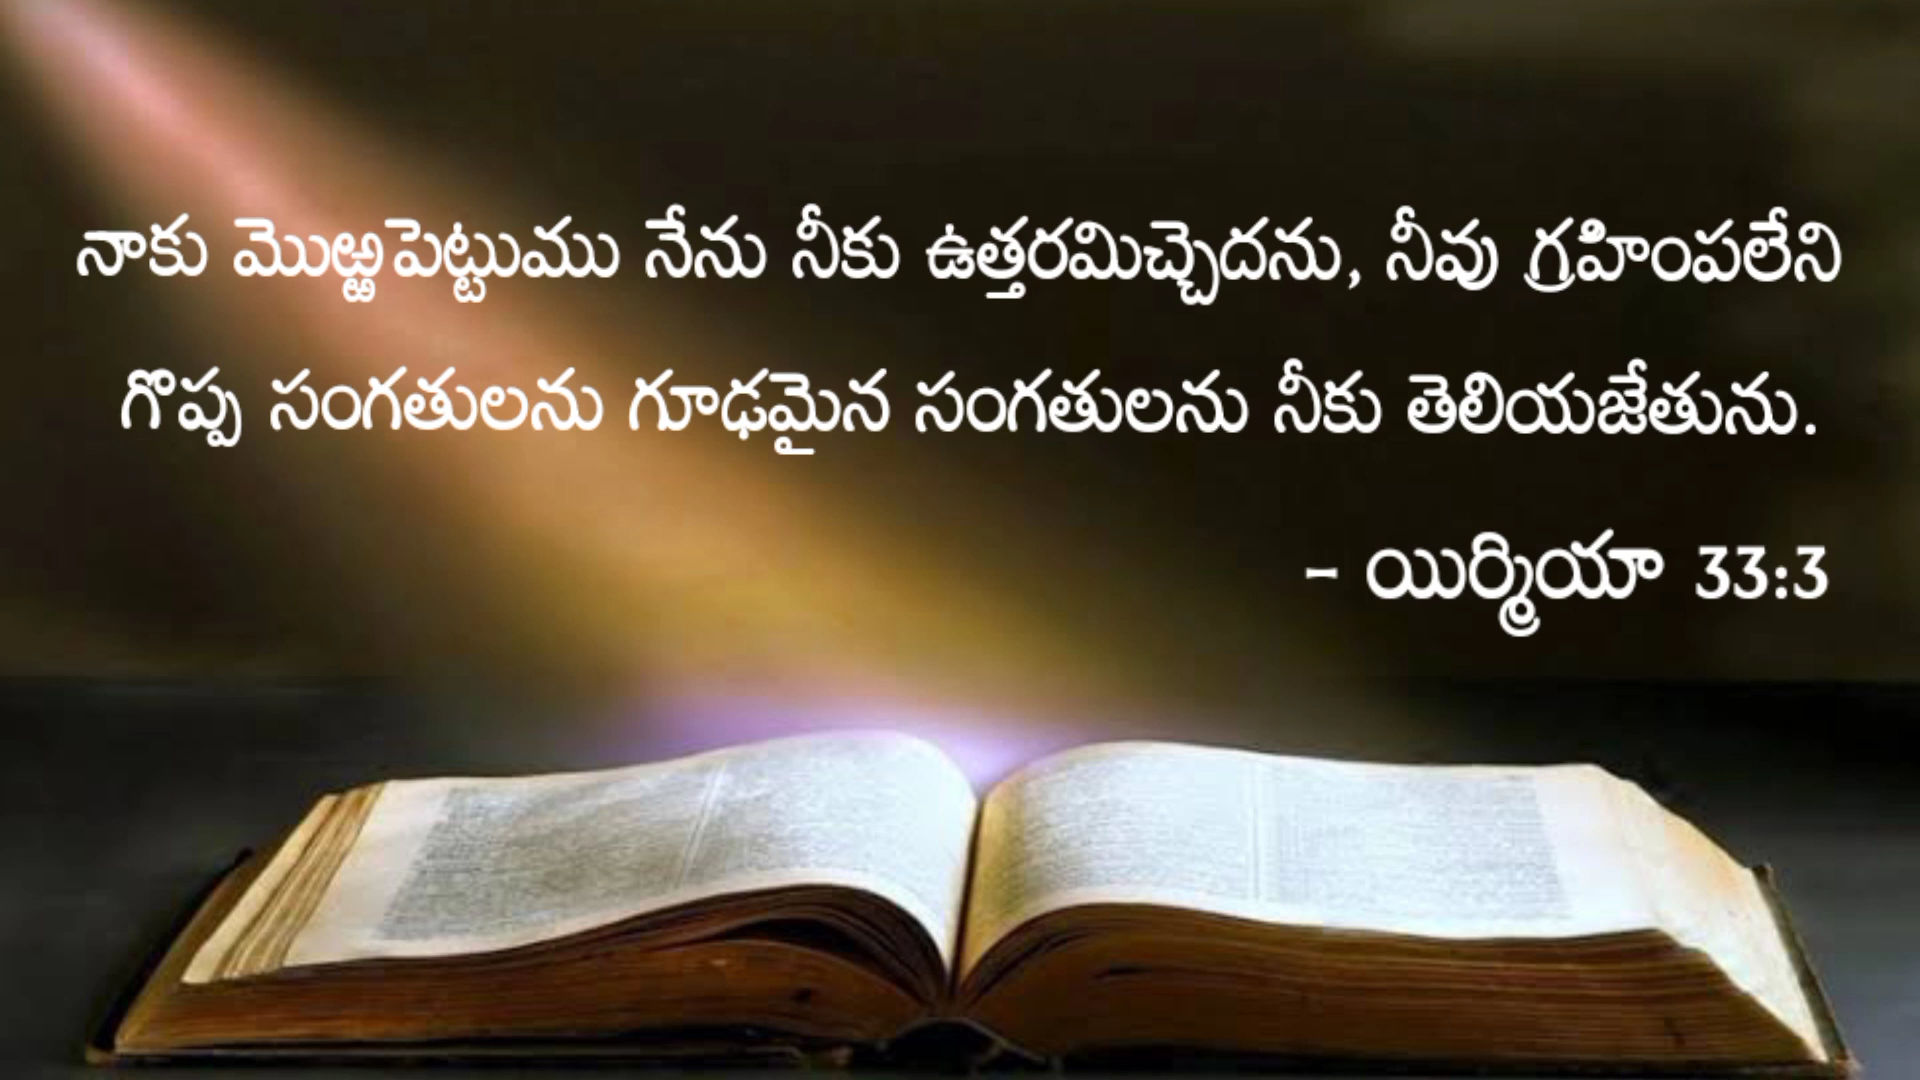 నాకు మొఱ్ఱపెట్టుము నేను నీకు ఉత్తరమిచ్చెదను, నీవు గ్రహింపలేని
గొప్ప సంగతులను గూఢమైన సంగతులను నీకు తెలియజేతును.
- యిర్మియా 33:3